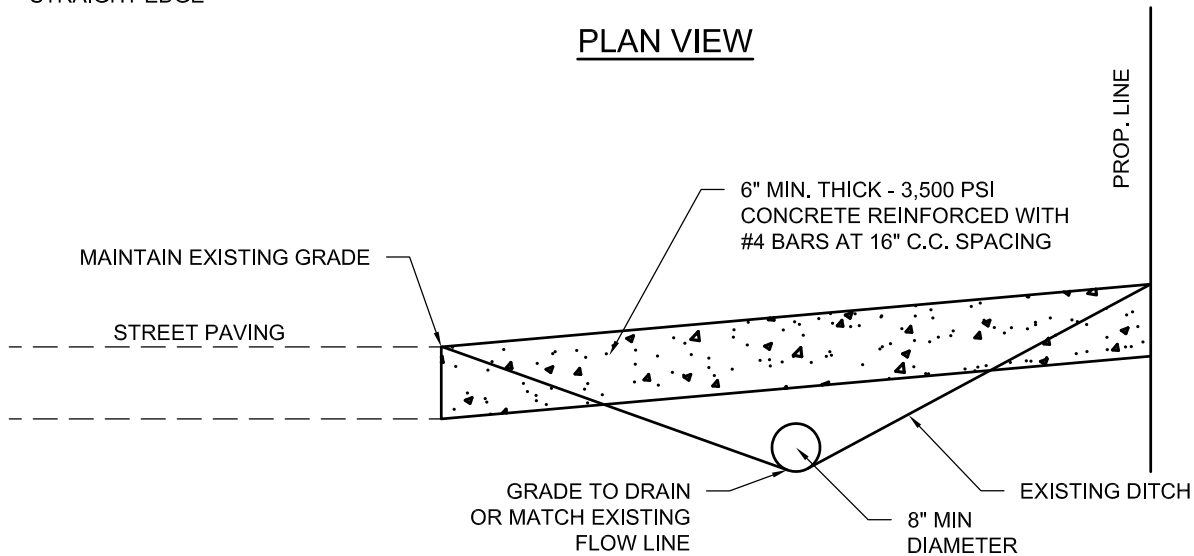 STRAIGHT EDGE
PLAN VIEW
PROP. LINE
6" MIN. THICK - 3,500 PSI
CONCRETE REINFORCED WITH
#4 BARS AT 16" C.C. SPACING
MAINTAIN EXISTING GRADE
STREET PAVING
GRADE TO DRAIN
OR MATCH EXISTING
FLOW LINE
8" MIN
DIAMETER
EXISTING DITCH